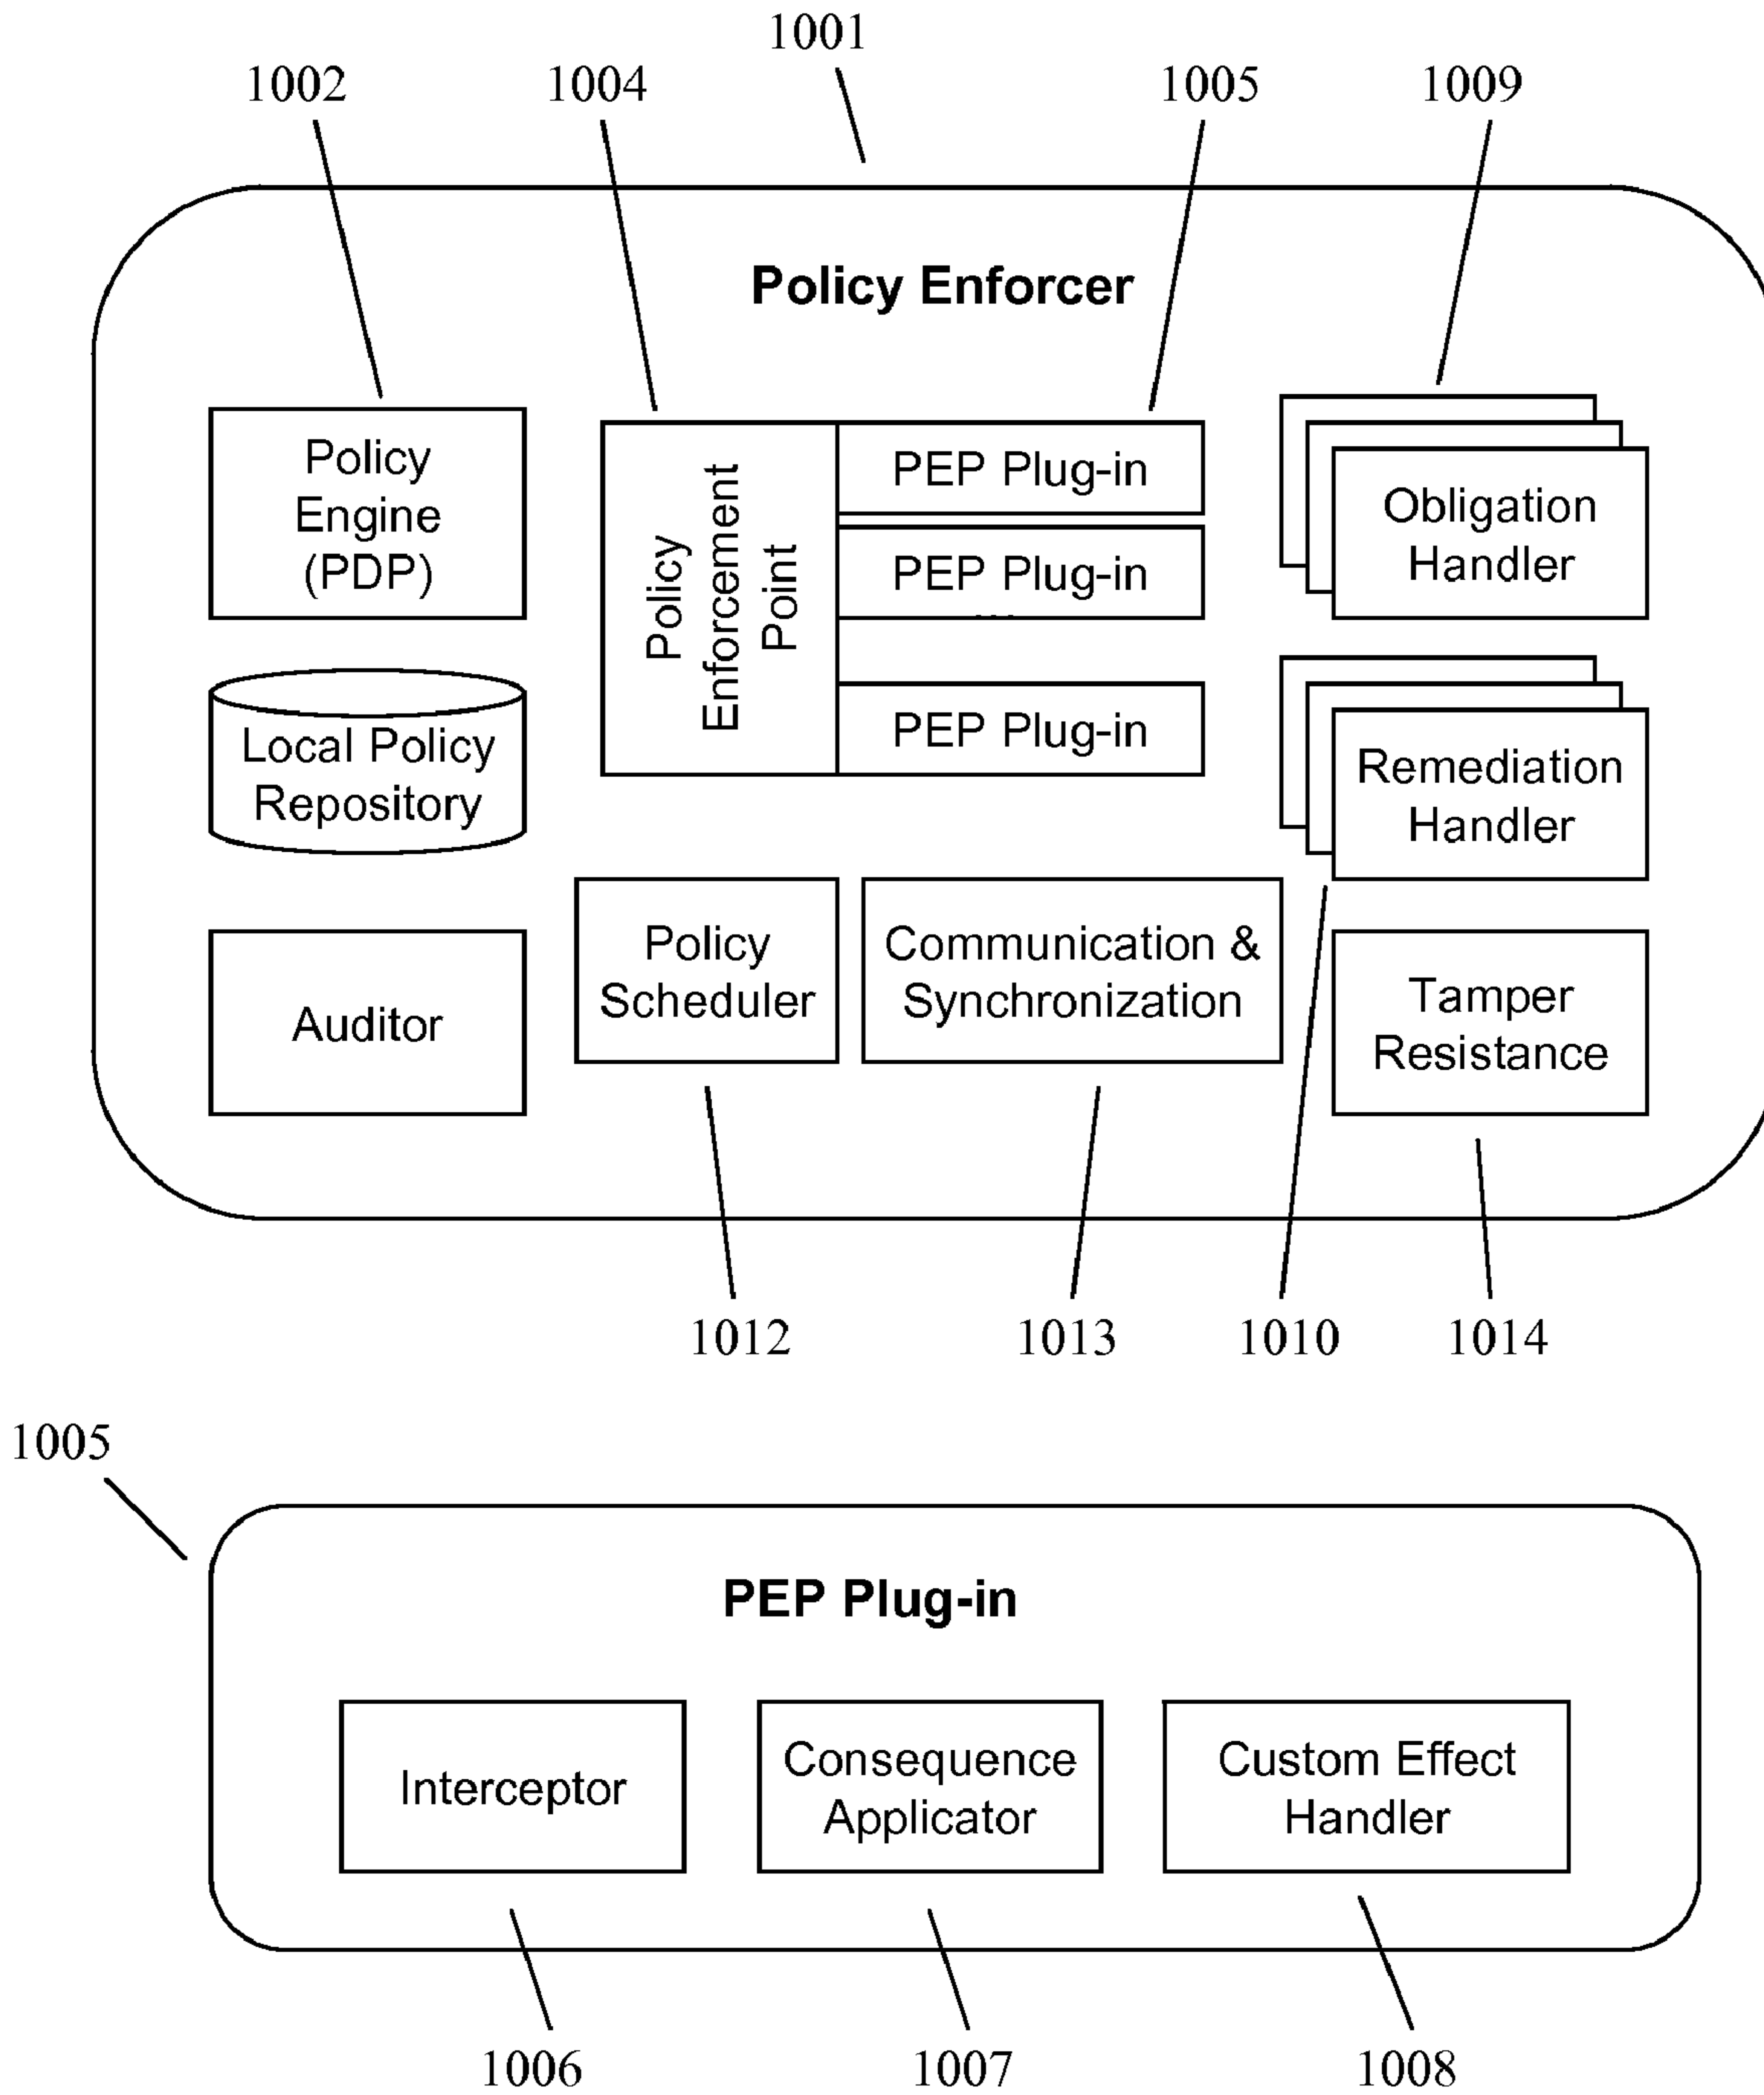 1001
1002
1004
1005
1009
Policy Enforcer
Policy
Engine
(PDP)
Policy
Enforcement
Point
PEP Plug-in
PEP Plug-in
...
PEP Plug-in
Obligation
Handler
Local Policy
Repository
Remediation
Handler
Auditor
Policy
Scheduler
Communication &
Synchronization
Tamper
Resistance
1012
1013
1010
1014
1005
PEP Plug-in
Interceptor
Consequence
Applicator
Custom Effect
Handler
1006
1007
1008